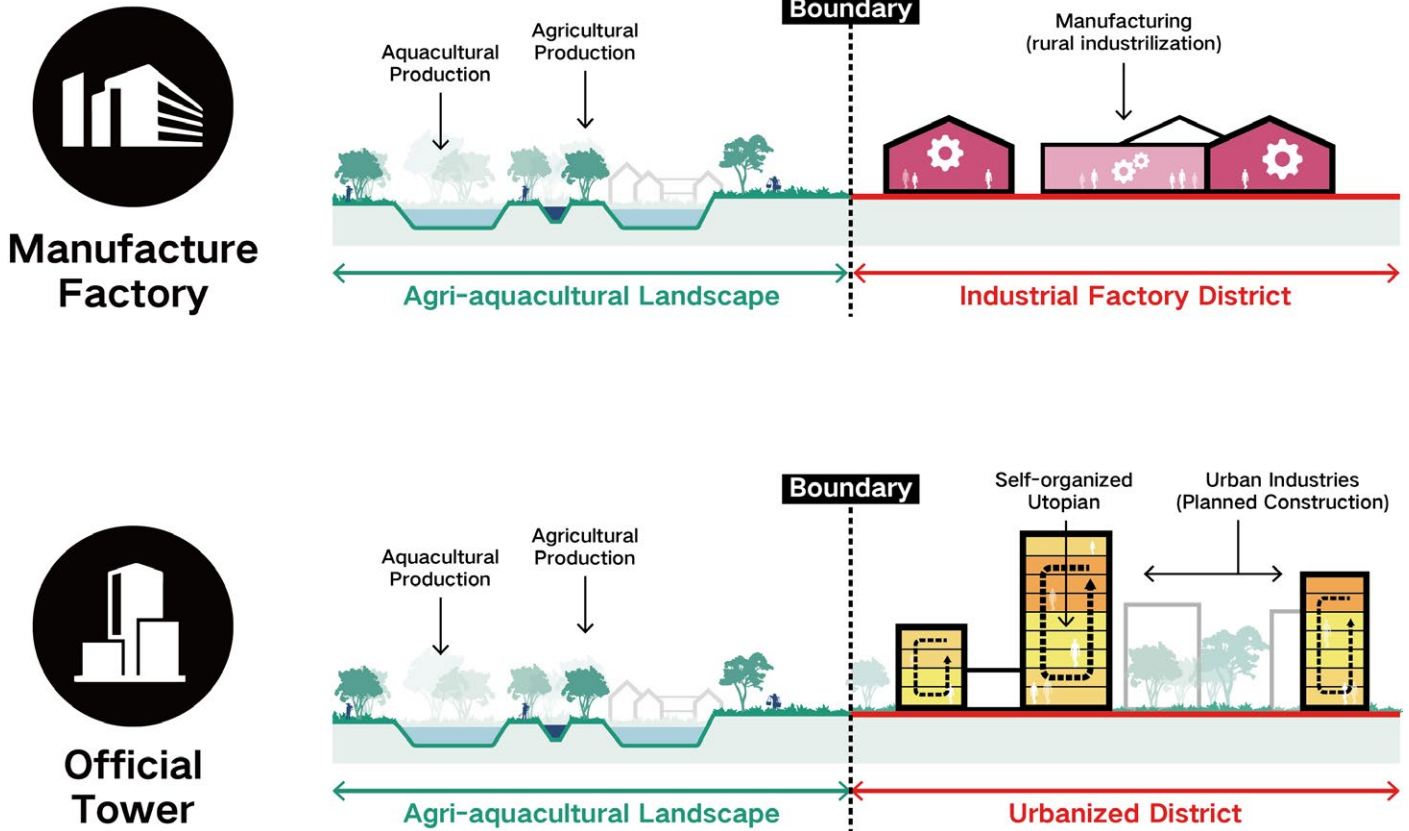 Manufacture
Factory
Aquacultural
Production
Agricultural
Production
Boundary
Manufacturing
(rural industrilization)
Agri-aquacultural Landscape
Industrial Factory District
Official
Tower
Aquacultural
Production
Agricultural
Production
Boundary
Self-organized
Utopian
Urban Industries
(Planned Construction)
Agri-aquacultural Landscape
Urbanized District